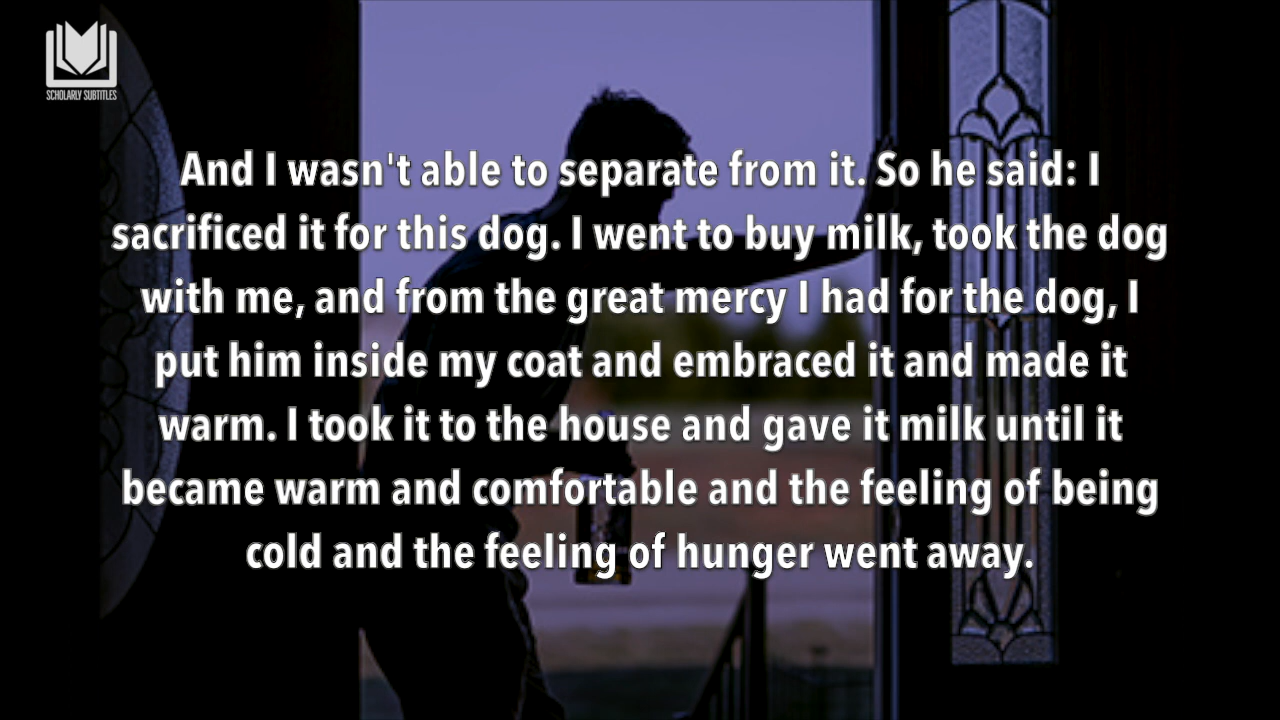 SCHOLARLY SUBTITLES
And I wasn't able to separate from it. So he said: I
sacrificed it for this dog. I went to buy milk, took the dog
with me, and from the great mercy I had for the dog, I
put him inside my coat and embraced it and made it
warm. I took it to the house and gave it milk until it
became warm and comfortable and the feeling of being
cold and the feeling of hunger went away.